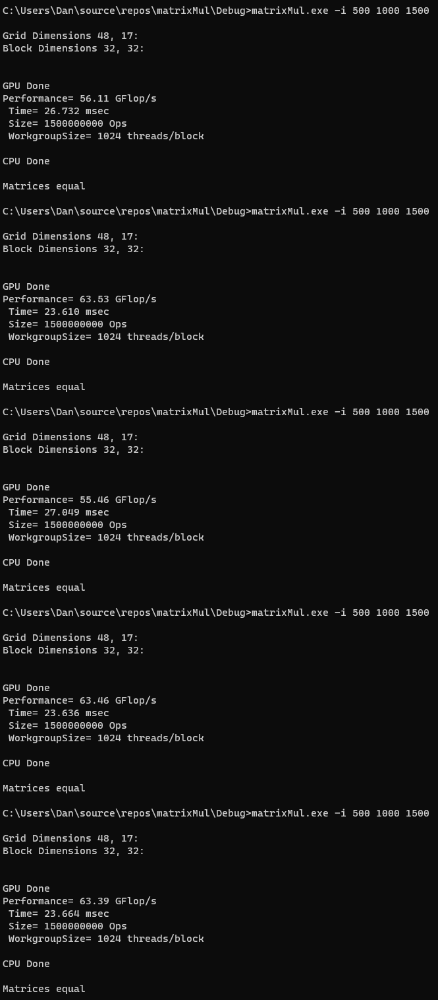 C:\Users\Dan\source\repos\matrixMul\Debug>matrixMul.exe -i 500 1000 1500
Grid Dimensions 48, 17:
Block Dimensions 32, 32:
GPU Done
Performance= 56.11 GFlop/s
Time= 26.732 msec
Size= 1500000000 Ops
WorkgroupSize= 1024 threads/block
CPU Done
Matrices equal
C:\Users\Dan\source\repos\matrixMul\Debug>matrixMul.exe -i 500 1000 1500
Grid Dimensions 48, 17:
Block Dimensions 32, 32:
GPU Done
Performance= 63.53 GFlop/s
Time= 23.610 msec
Size= 1500000000 Ops
WorkgroupSize= 1024 threads/block
CPU Done
Matrices equal
C:\Users\Dan\source\repos\matrixMul\Debug>matrixMul.exe -i 500 1000 1500
Grid Dimensions 48, 17:
Block Dimensions 32, 32:
GPU Done
Performance= 55.46 GFlop/s
Time= 27.049 msec
Size= 1500000000 Ops
WorkgroupSize= 1024 threads/block
CPU Done
Matrices equal
C:\Users\Dan\source\repos\matrixMul\Debug>matrixMul.exe -i 500 1000 1500
Grid Dimensions 48, 17:
Block Dimensions 32, 32:
GPU Done
Performance= 63.46 GFlop/s
Time= 23.636 msec
Size= 1500000000 Ops
WorkgroupSize= 1024 threads/block
CPU Done
Matrices equal
C:\Users\Dan\source\repos\matrixMul\Debug>matrixMul.exe -i 500 1000 1500
Grid Dimensions 48, 17:
Block Dimensions 32, 32:
GPU Done
Performance= 63.39 GFlop/s
Time= 23.664 msec
Size= 1500000000 Ops
WorkgroupSize= 1024 threads/block
CPU Done
Matrices equal